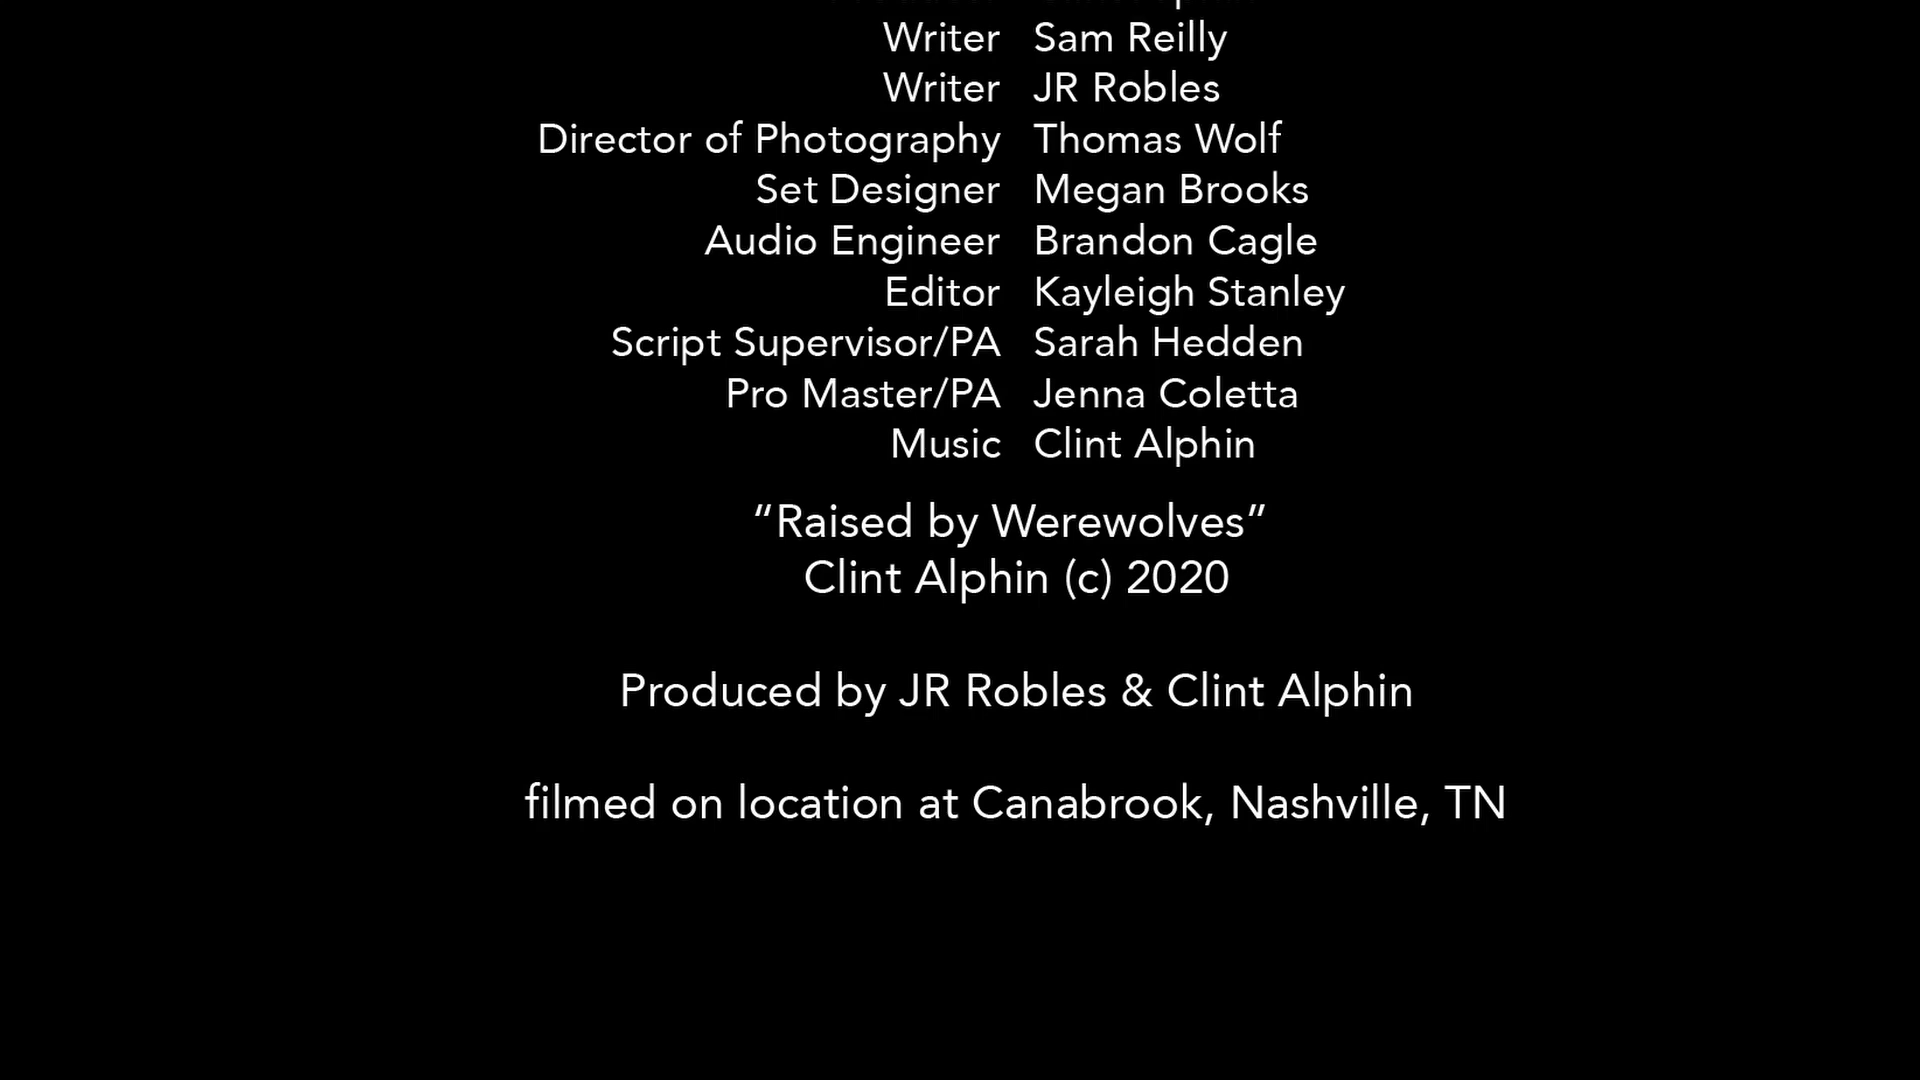 Writer Sam Reilly
Writer JR Robles
Director of Photography Thomas Wolf
Set Designer Megan Brooks
Audio Engineer Brandon Cagle
Editor Kayleigh Stanley
Script Supervisor/PA Sarah Hedden
Pro Master/PA Jenna Coletta
Music Clint Alphin
“Raised by Werewolves”
Clint Alphin (c) 2020
Produced by JR Robles & Clint Alphin
filmed on location at Canabrook, Nashville, TN